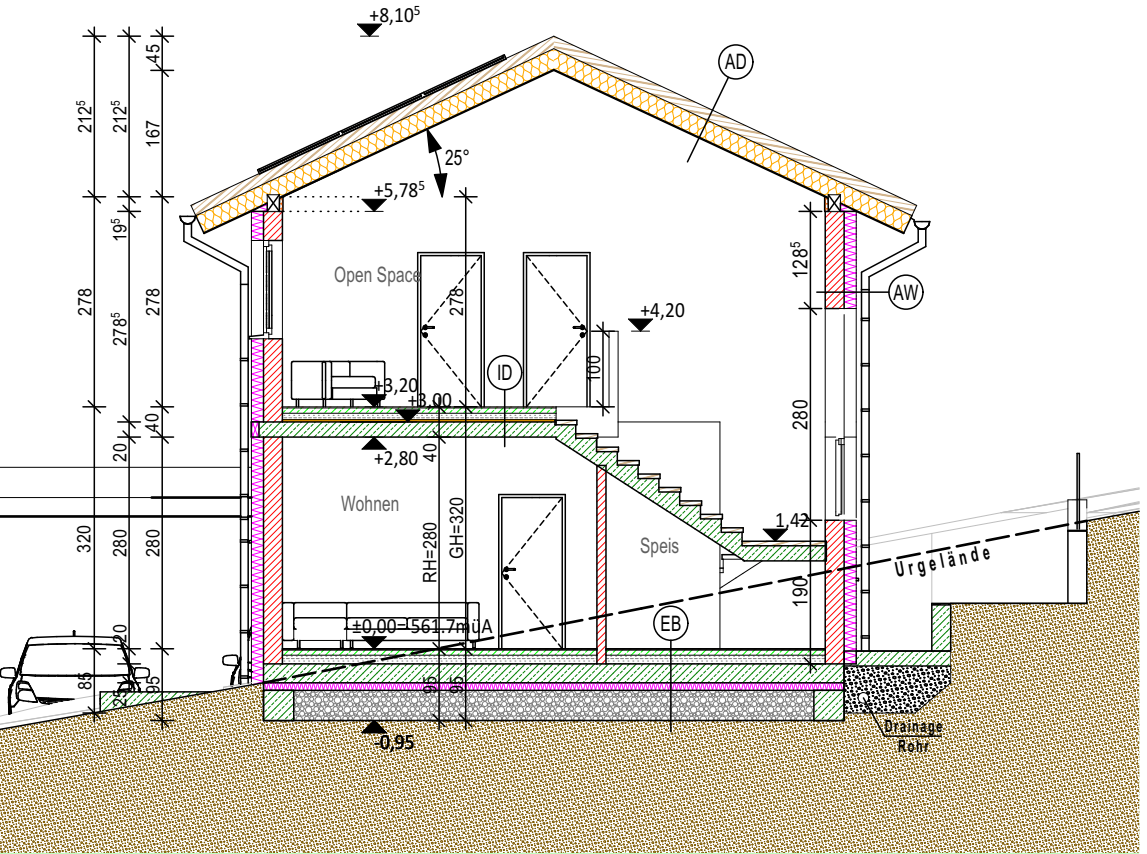 +8,10⁵
45
212⁵
212⁵
167
AD
25°
+5,78⁵
19⁵
128⁵
Open Space
278
278
278
AW
278⁵
+4,20
100
ID
+3,20
+3,00
40
280
20
+2,80
40
Wohnen
1,42
320
280
280
RH=280
GH=320
Speis
Urgelände
190
±0,00=561.7müA
EB
20
85
25
95
95
95
-0,95
Drainage
Rohr